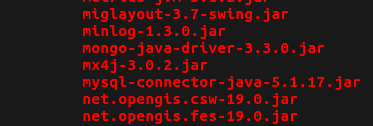 miglayout-3.7-swing.jar
minlog-1.3.0.jar
mongo-java-driver-3.3.0.jar
mx4j-3.0.2.jar
mysql-connector-java-5.1.17.jar
net.opengis.csw-19.0.jar
net.opengis.fes-19.0.jar